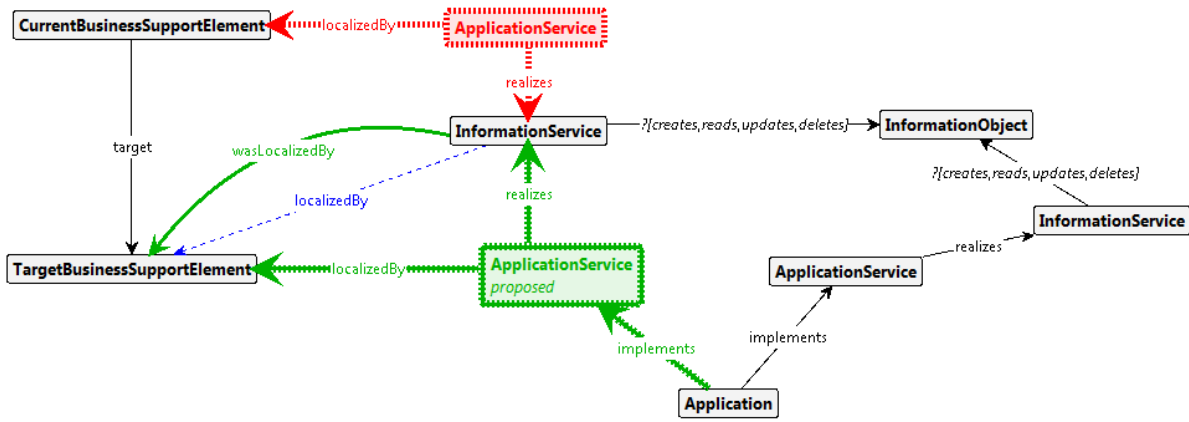 CurrentBusinessSupportElement
localizedBy
ApplicationService
realizes
InformationService
?[creates,reads,updates,deletes]
InformationObject
target
wasLocalizedBy
realizes
?[creates,reads,updates,deletes]
localizedBy
InformationService
TargetBusinessSupportElement
localizedBy
ApplicationService
proposed
ApplicationService
realizes
implements
implements
Application